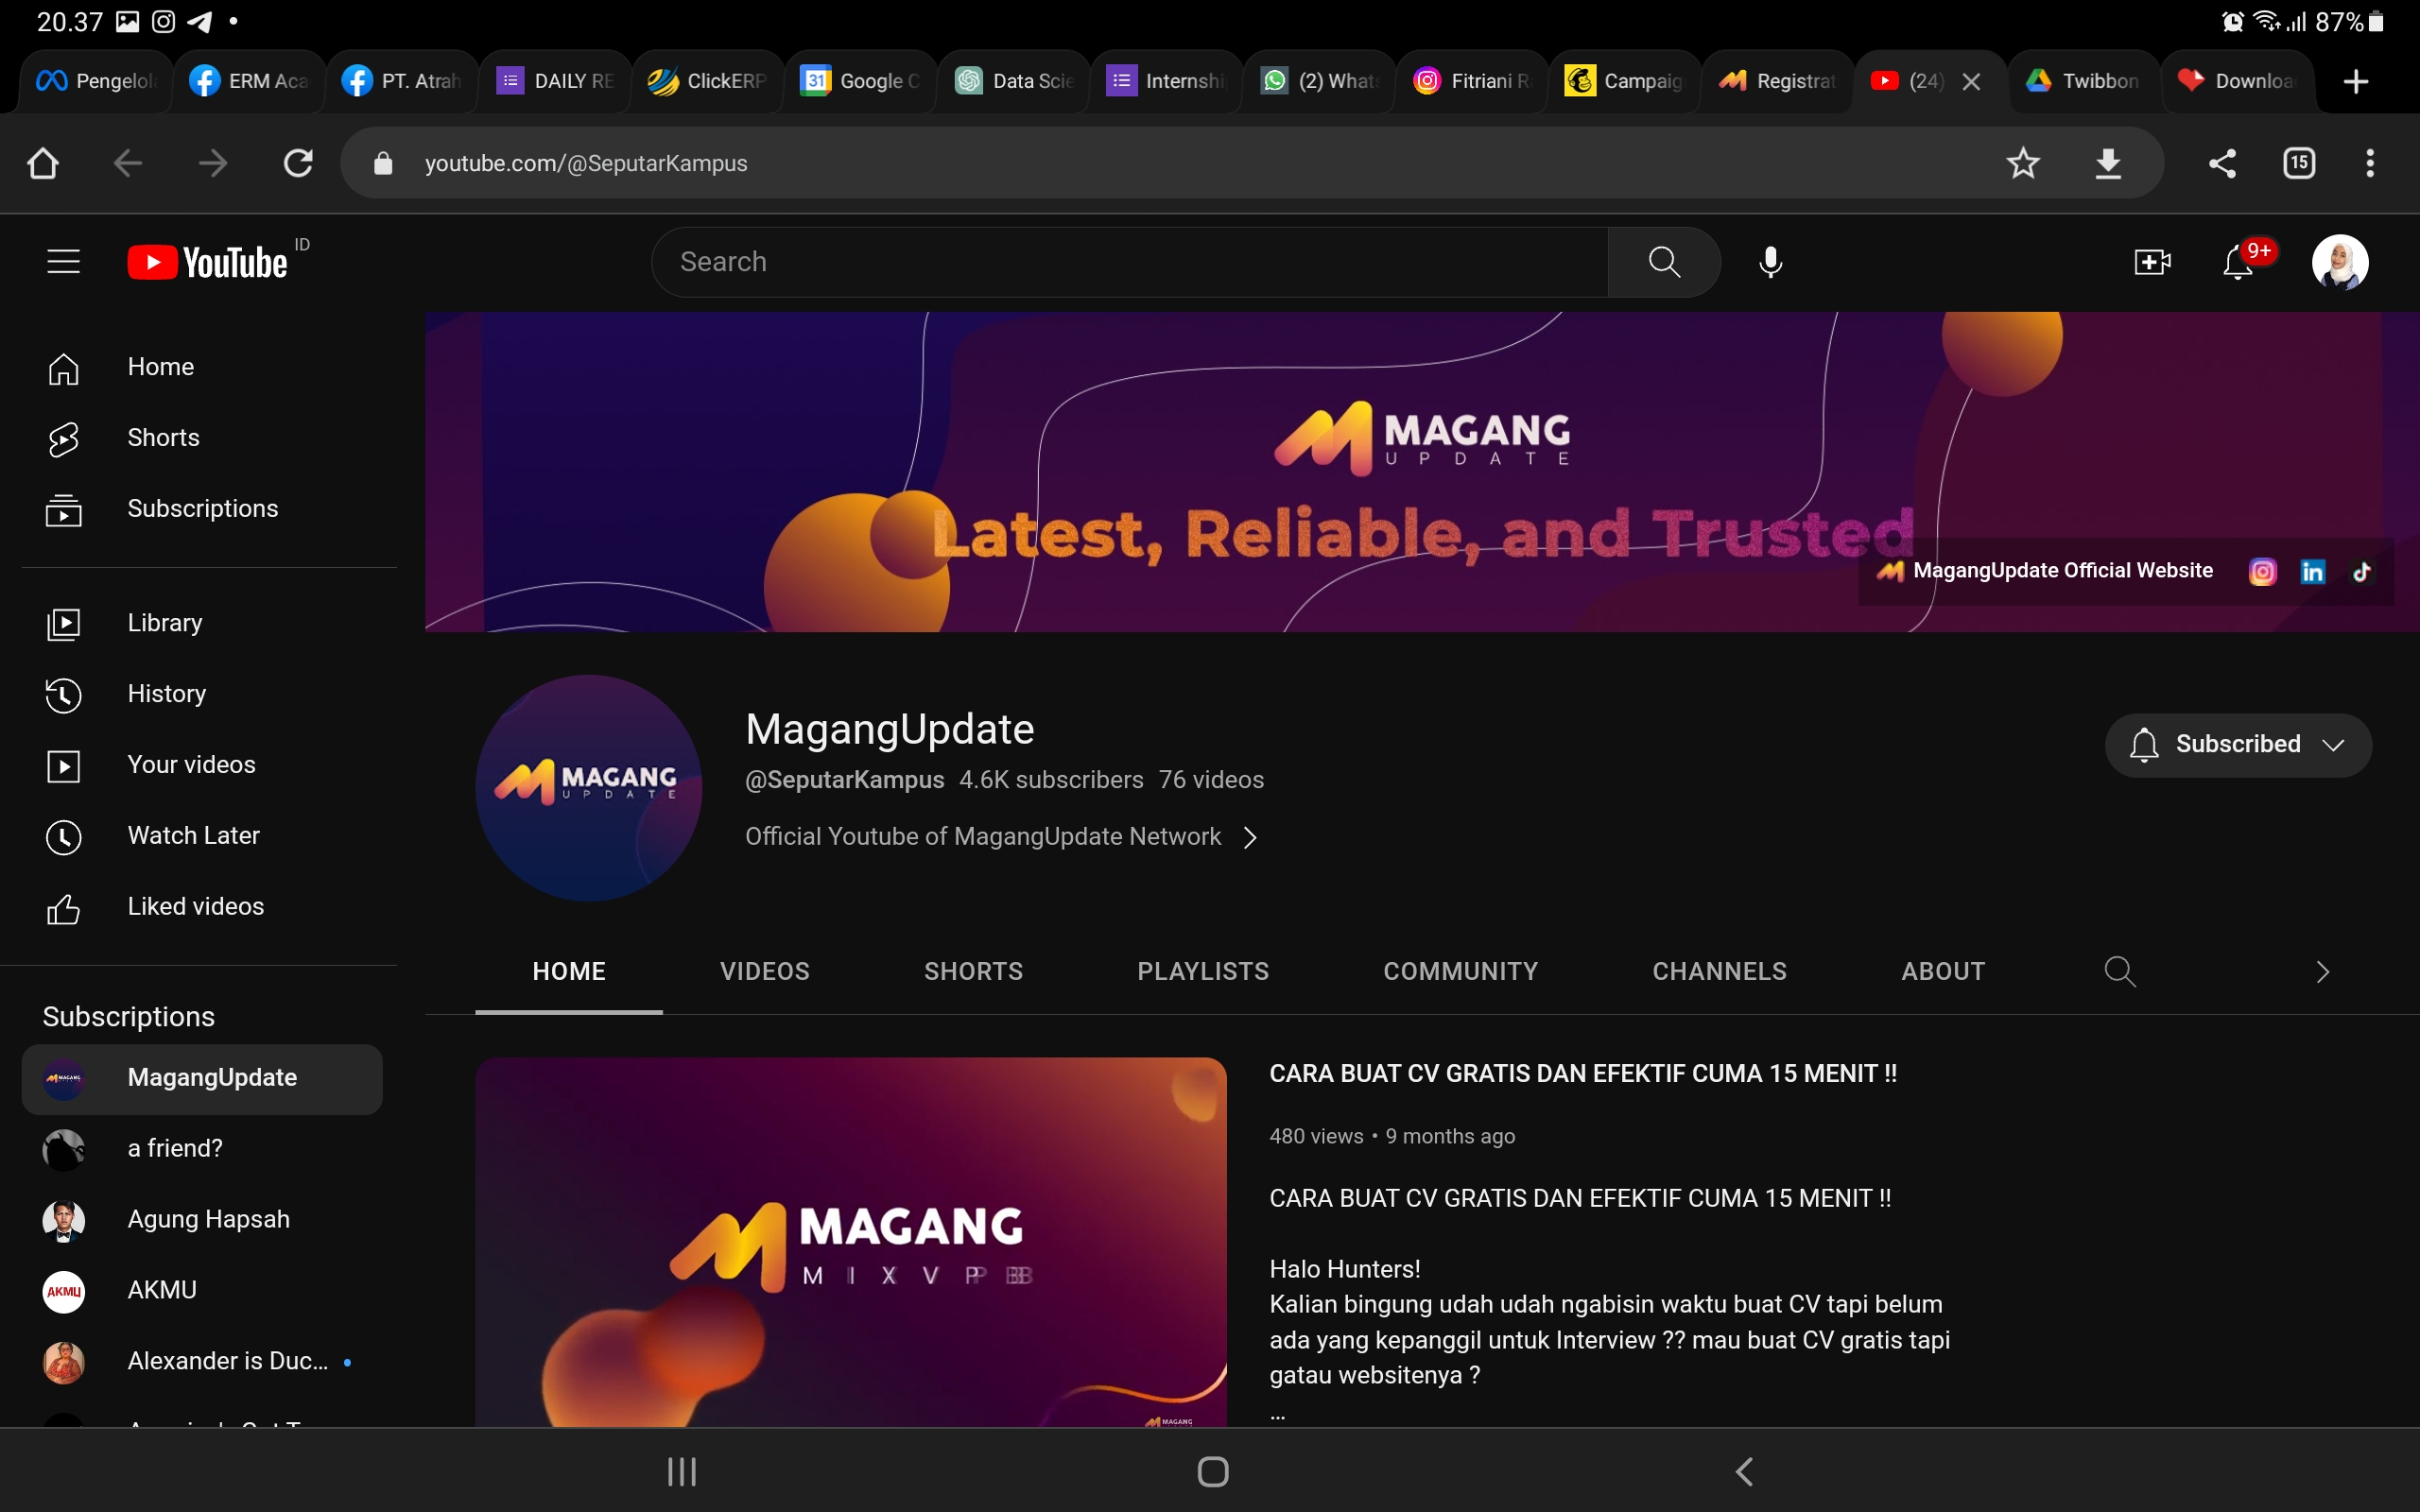 20.37
87%
Pengelol
ERM Aca
PT. Atrah
DAILY RE
ClickERP
Google C
Data Scie
Internshi
(2) What
Fitriani R
Campaig
Registrat
(24)
Twibbon
Downloa
youtube.com/@SeputarKampus
15
YouTube ID
Search
9+
Home
Shorts
Subscriptions
Library
History
Your videos
Watch Later
Liked videos
Subscriptions
MagangUpdate
a friend?
Agung Hapsah
AKMU
AKMU
Alexander is Duc...
MAGANG
UPDATE
Latest, Reliable, and Trusted
MagangUpdate Official Website
MAGANG
UPDATE
MagangUpdate
@SeputarKampus 4.6K subscribers 76 videos
Official Youtube of MagangUpdate Network
Subscribed
HOME
VIDEOS
SHORTS
PLAYLISTS
COMMUNITY
CHANNELS
ABOUT
MAGANG
CARA BUAT CV GRATIS DAN EFEKTIF CUMA 15 MENIT !!
480 views • 9 months ago
CARA BUAT CV GRATIS DAN EFEKTIF CUMA 15 MENIT !!
Halo Hunters!
Kalian bingung udah udah ngabisin waktu buat CV tapi belum
ada yang kepanggil untuk Interview ?? mau buat CV gratis tapi
gatau websitenya ?
...
MAGANG